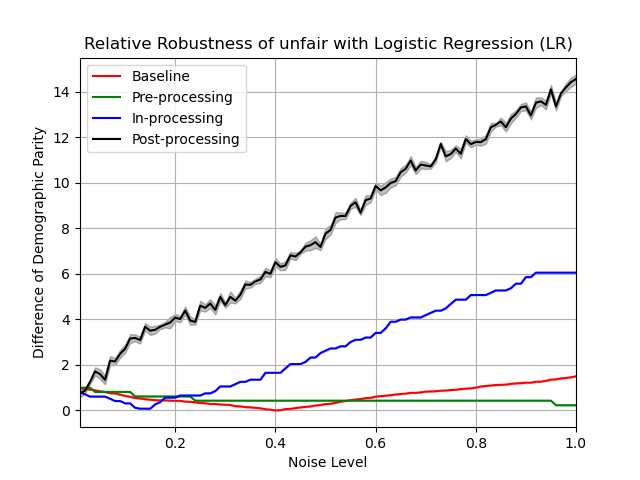 Relative Robustness of unfair with Logistic Regression (LR)
Baseline
Pre-processing
In-processing
Post-processing
Difference of Demographic Parity
14
12
10
8
6
4
2
0
0.2
0.4
0.6
0.8
1.0
Noise Level